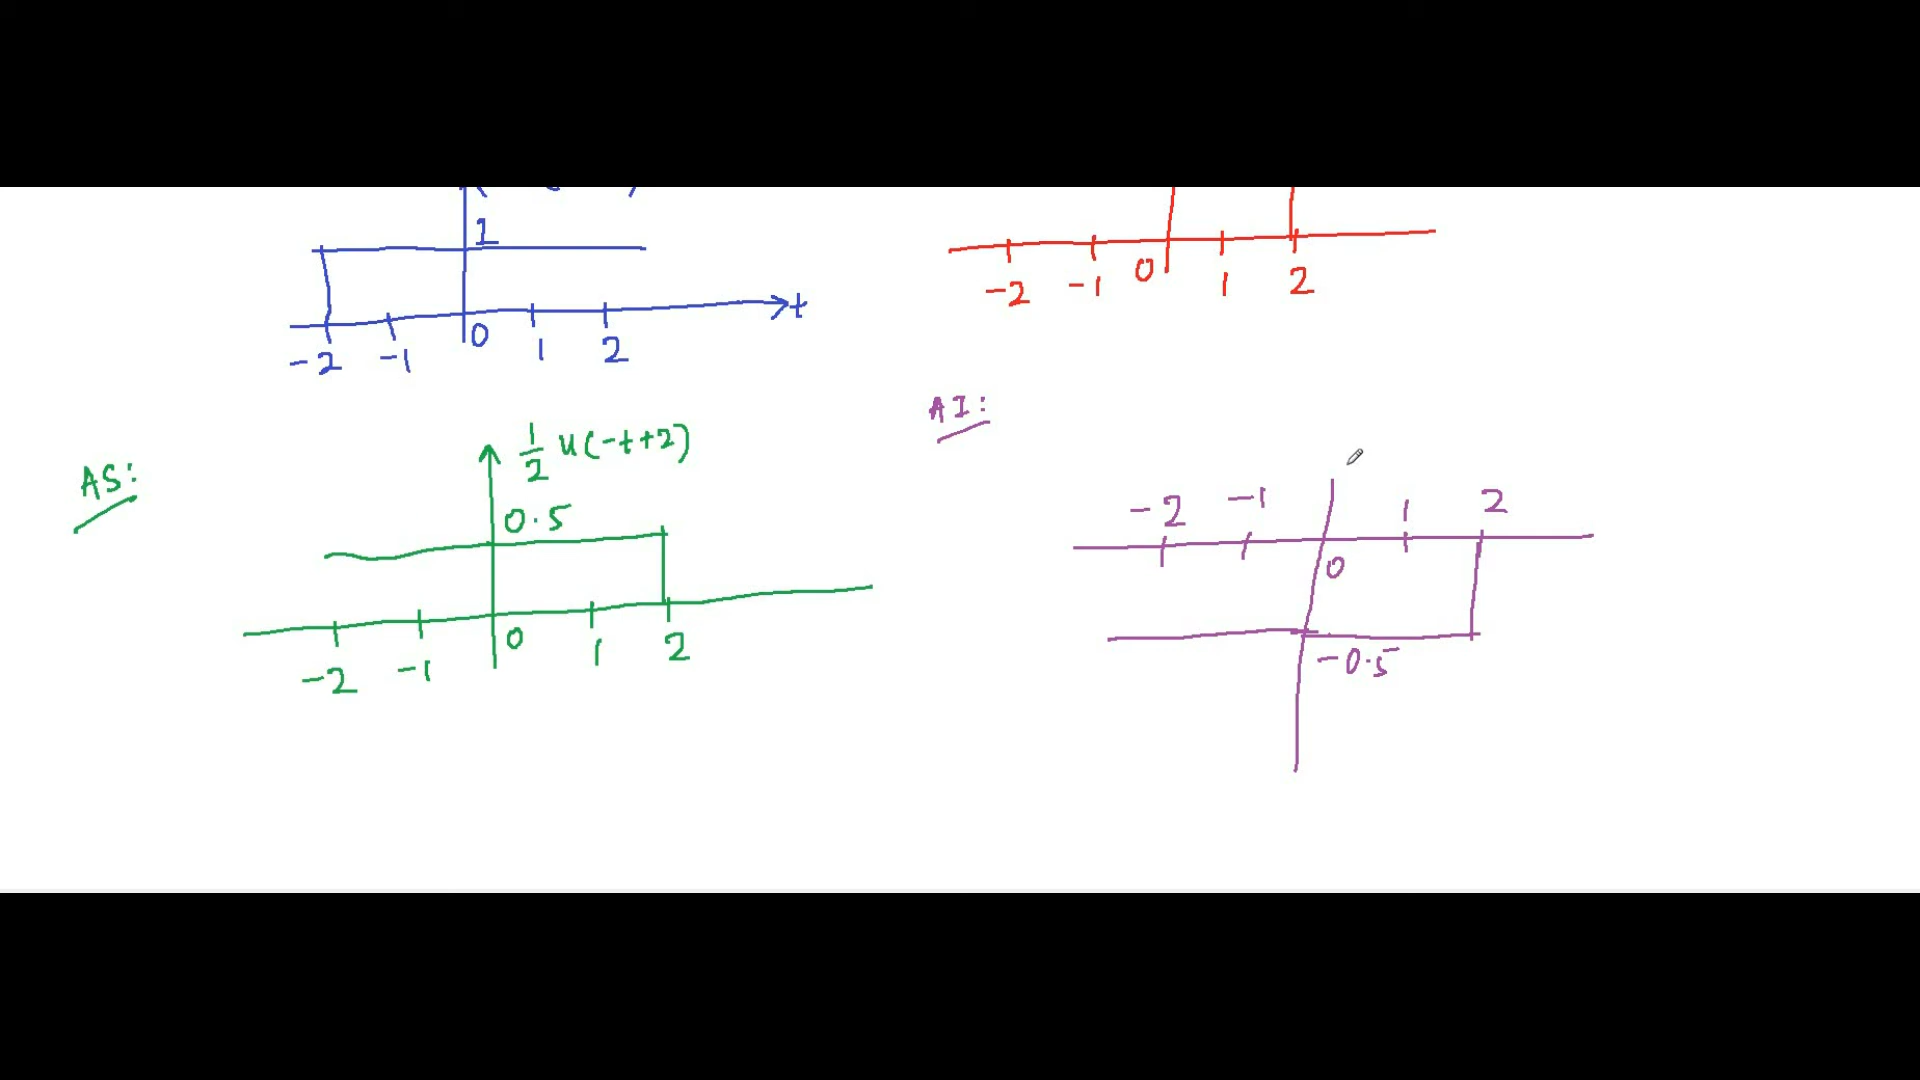 1
-2 -1 0 1 2 t
-2 -1 0 1 2
AS:
1/2 u(-t+2)
0.5
-2 -1 0 1 2
AI:
-2 -1 0 1 2
-0.5